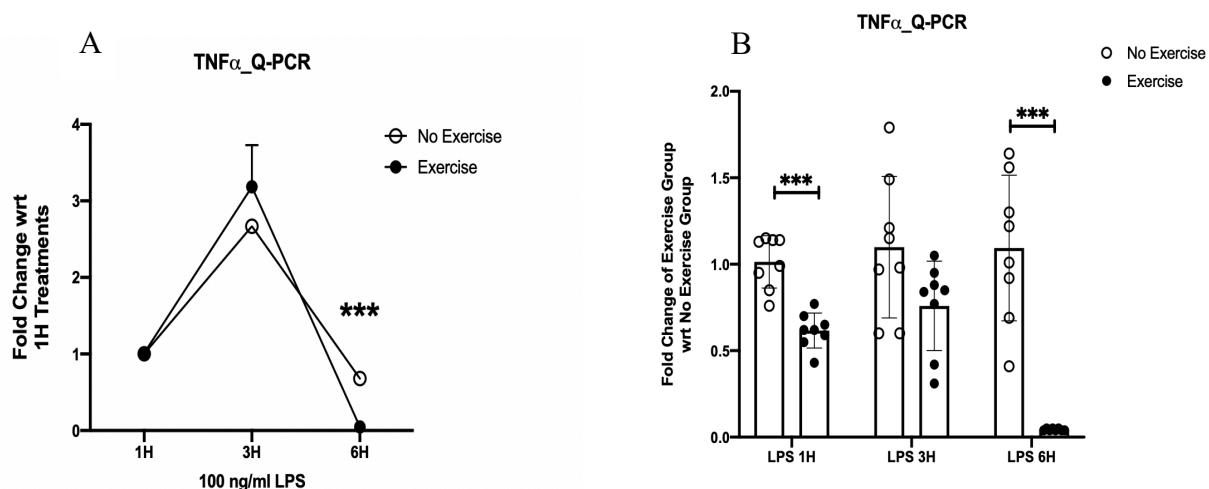 A
TNFα_Q-PCR
Fold Change wrt
1H Treatments
4
3
2
1
0
No Exercise
Exercise
***
1H
3H
6H
100 ng/ml LPS
TNFα_Q-PCR
B
No Exercise
Exercise
Fold Change of Exercise Group
wrt No Exercise Group
2.0
1.5
1.0
0.5
0.0
***
***
LPS 1H
LPS 3H
LPS 6H